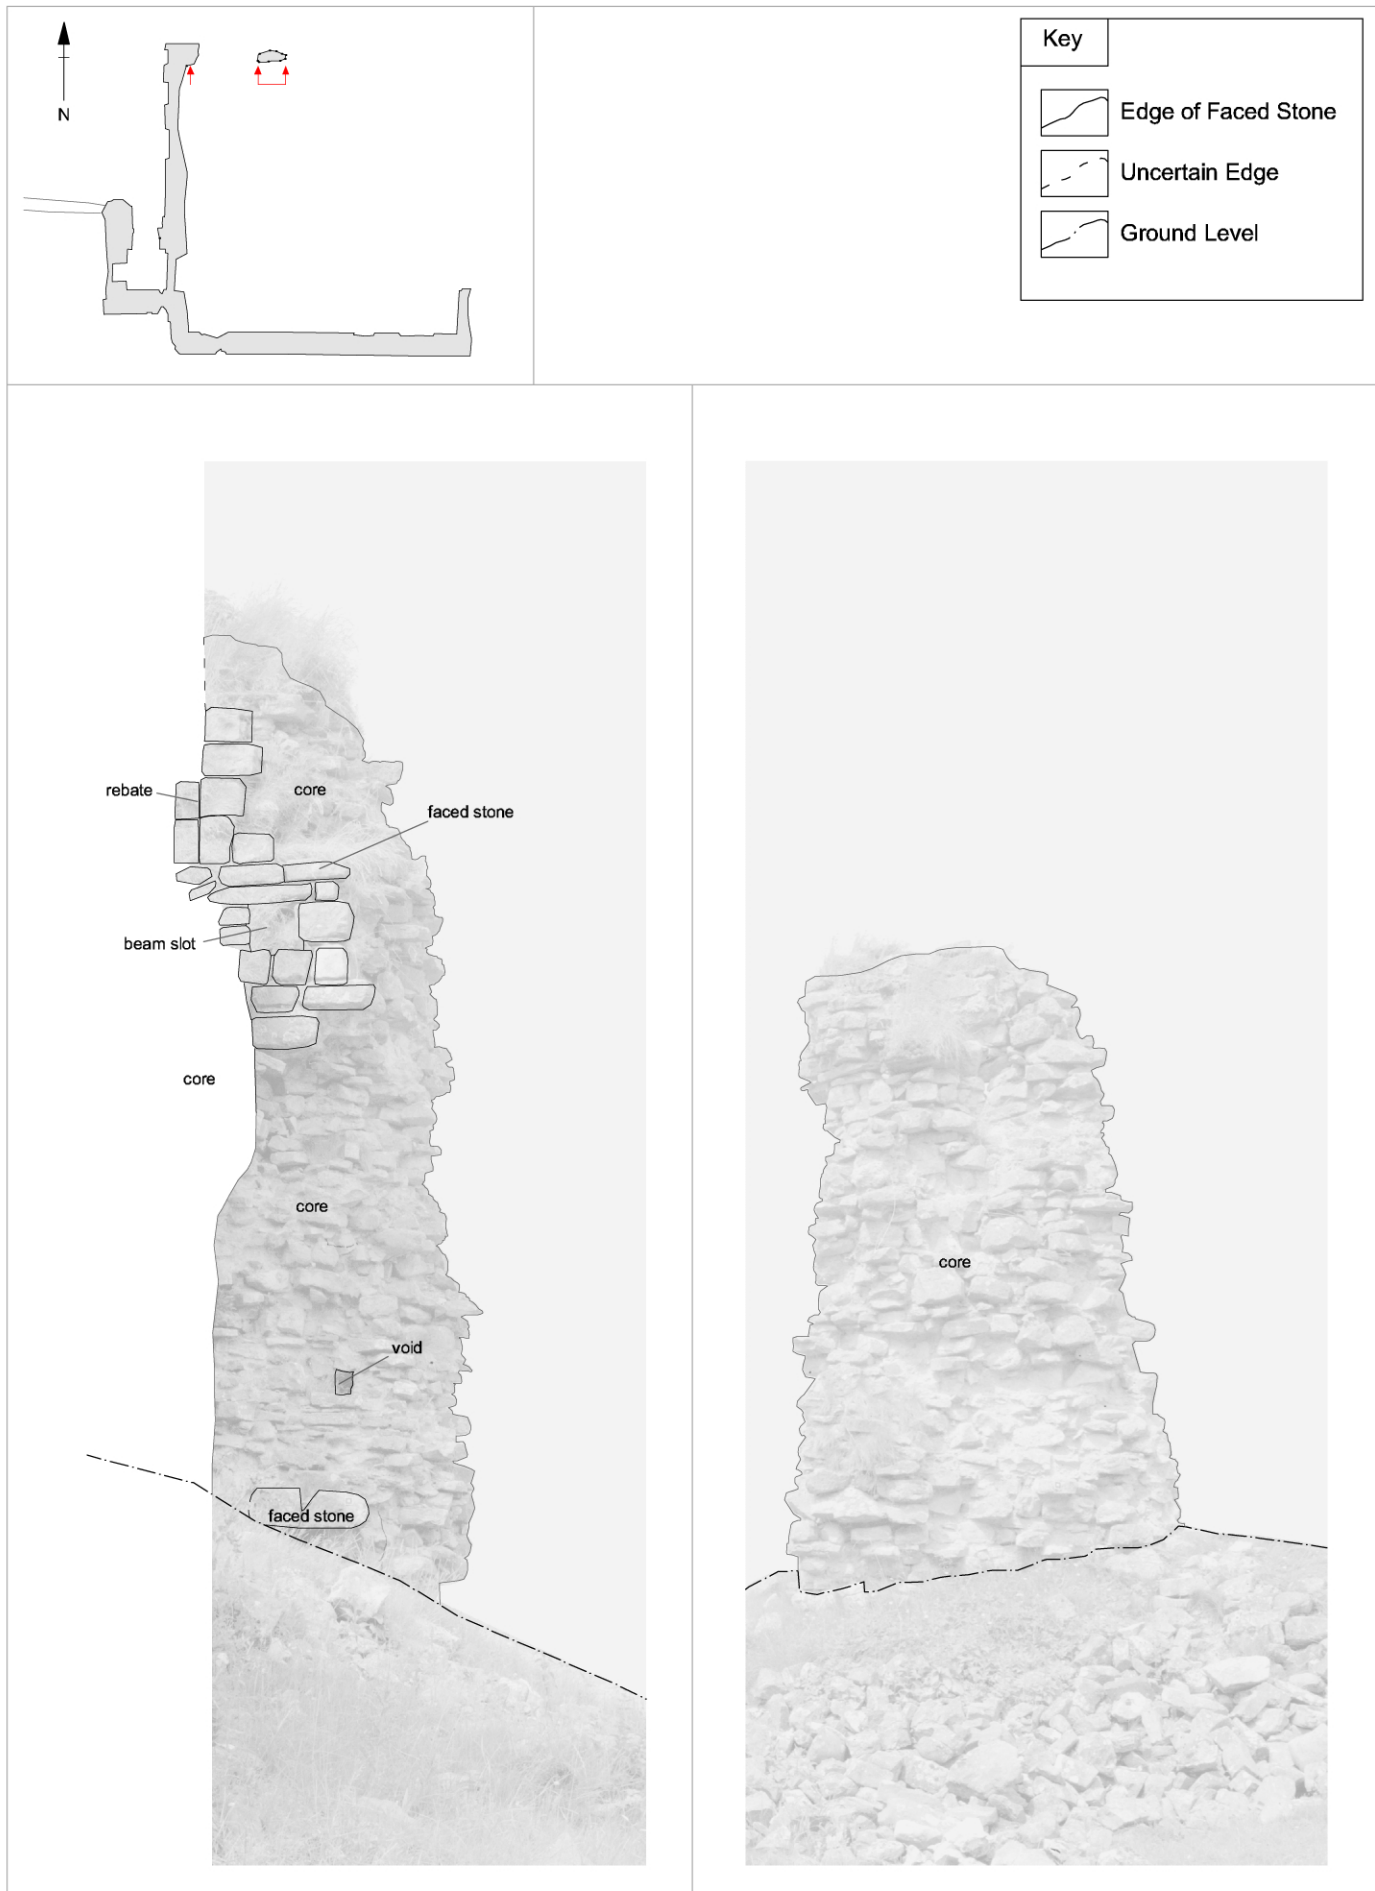 N
Key
Edge of Faced Stone
Uncertain Edge
Ground Level
rebate
core
faced stone
beam slot
core
core
void
faced stone
core